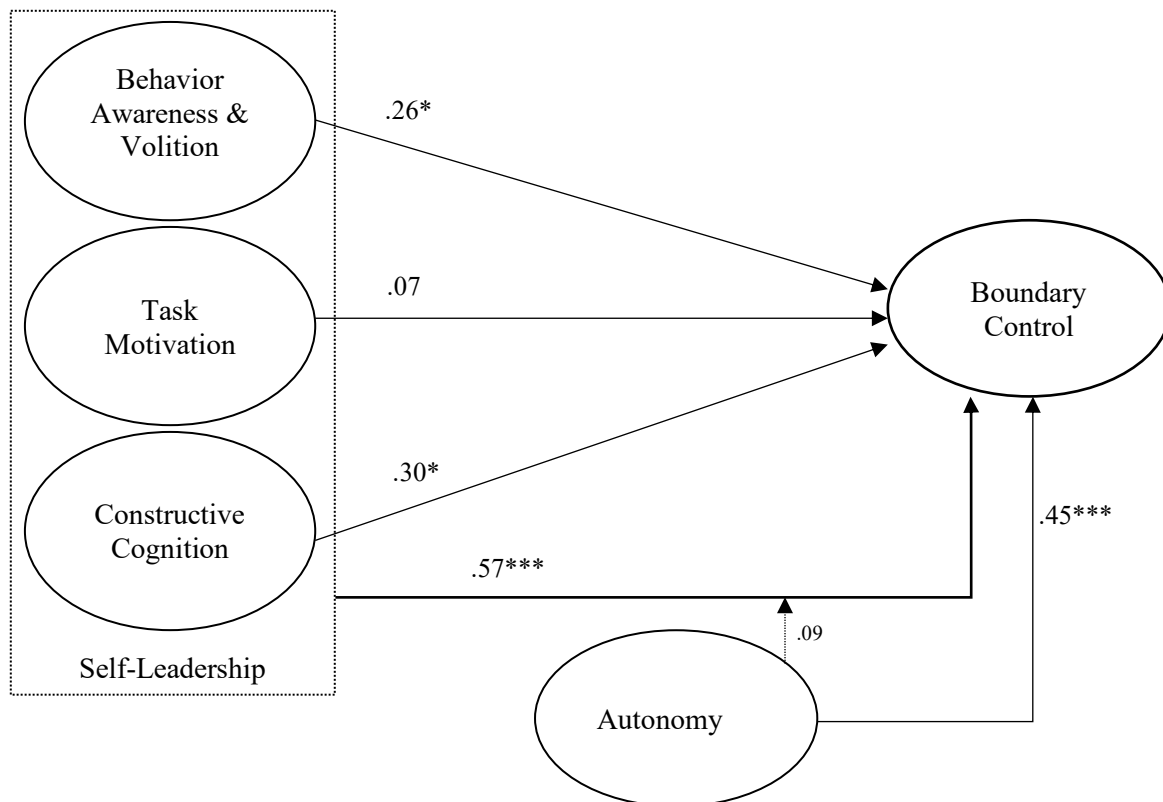 Behavior
Awareness &
Volition
.26*
Task
Motivation
.07
Boundary
Control
Constructive
Cognition
.30*
.57***
.45***
.09
Self-Leadership
Autonomy